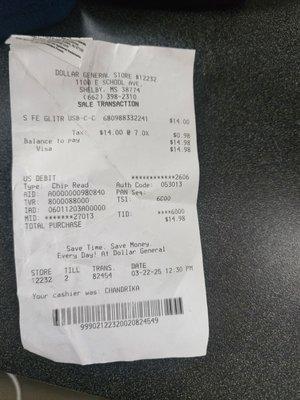 DOLLAR GENERAL STORE #12232
1100 E SCHOOL AVE
SHELBY, MS 38774
(662) 398-2310
SALE TRANSACTION
S FE GLITR USB-C-C 680988332241 $14.00
Tax: $14.00 @ 7.0% $0.98
Balance to pay $14.98
Visa $14.98
US DEBIT ************2606
Type: Chip Read Auth Code: 053013
AID: A0000000980840 PAN Seq:
TVR: 8000088000 TSI: 6000
IAD: 06011203A00000
MID: *******27013 TID: ****6000
TOTAL PURCHASE $14.98
Save Time. Save Money
Every Day! At Dollar General
STORE TILL TRANS. DATE
12232 2 82454 03-22-25 12:30 PM
Your cashier was: CHANDRIKA
99902122320020824549